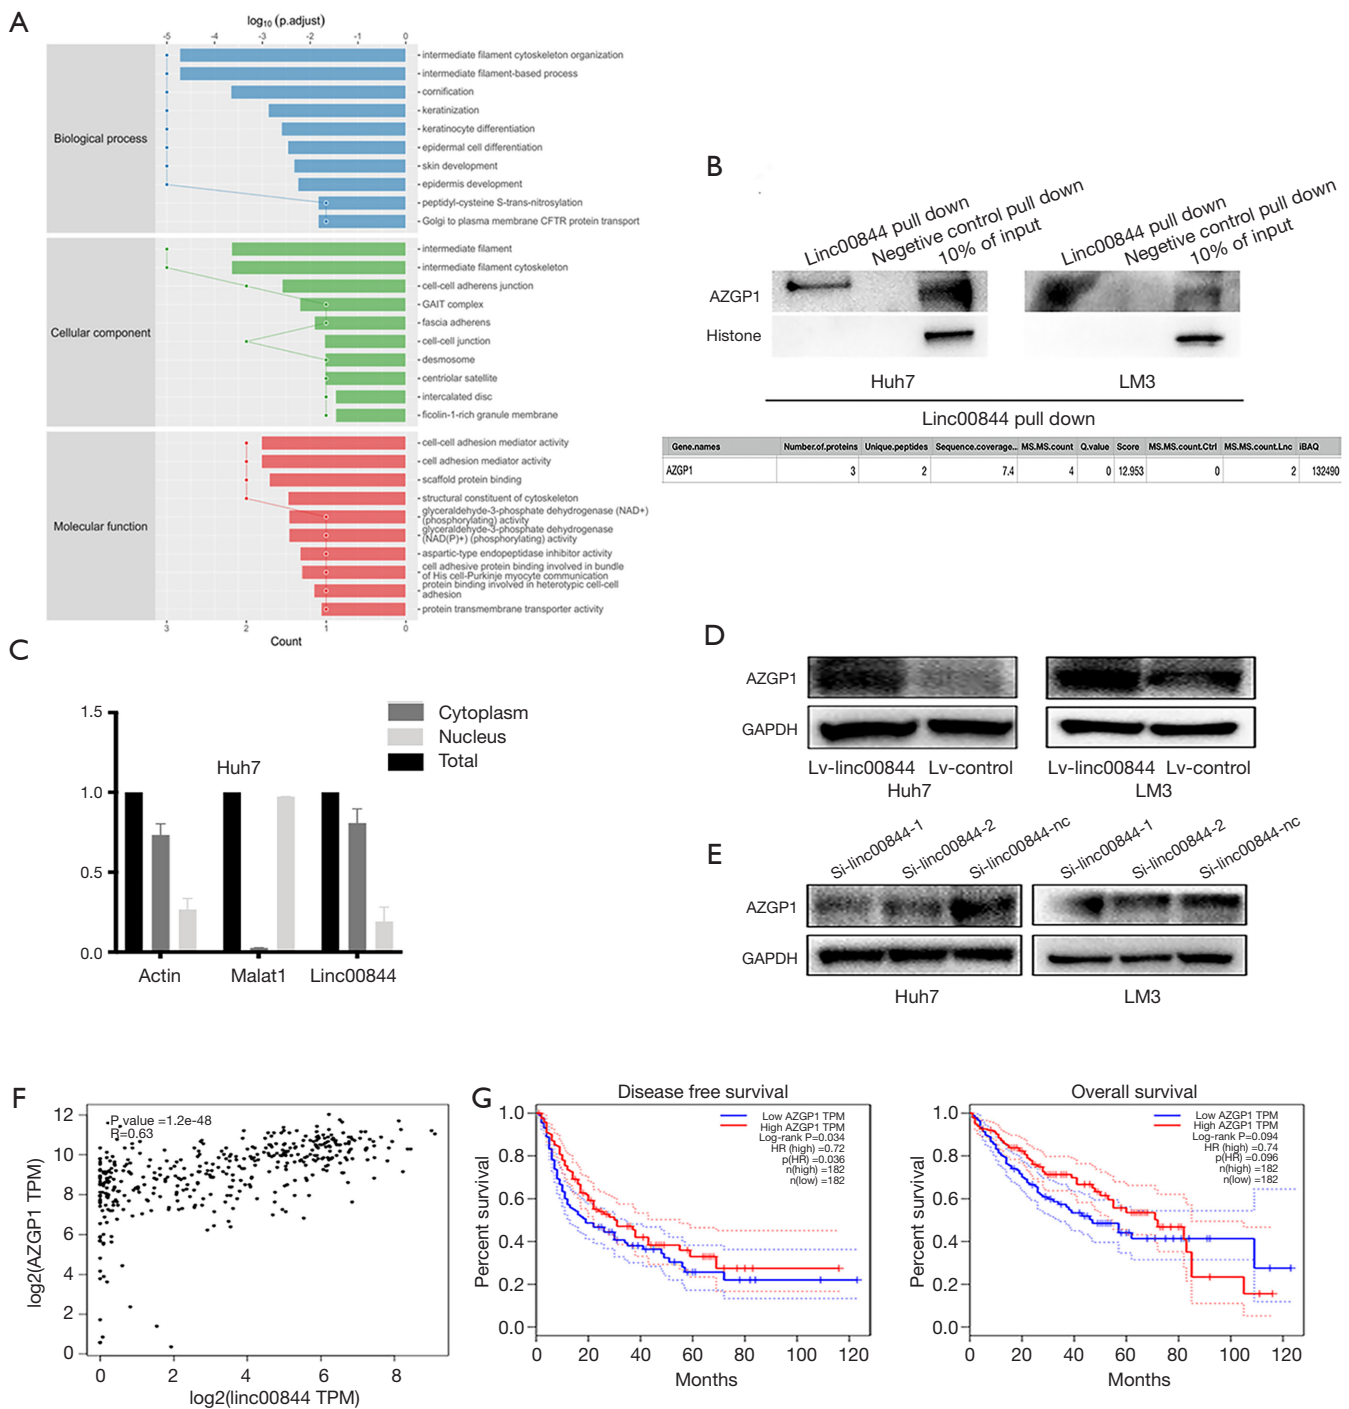 A
log10 (p.adjust)
-5 -4 -3 -2 -1 0
Biological process
intermediate filament cytoskeleton organization
intermediate filament-based process
cornification
keratinization
keratinocyte differentiation
epidermal cell differentiation
skin development
epidermis development
peptidyl-cysteine S-trans-nitrosylation
Golgi to plasma membrane CFTR protein transport
Cellular component
intermediate filament
intermediate filament cytoskeleton
cell-cell adherens junction
GAIT complex
fascia adherens
cell-cell junction
desmosome
centriolar satellite
intercalated disc
ficolin-1-rich granule membrane
Molecular function
cell-cell adhesion mediator activity
cell adhesion mediator activity
scaffold protein binding
structural constituent of cytoskeleton
glyceraldehyde-3-phosphate dehydrogenase (NAD+)
(phosphorylating) activity
glyceraldehyde-3-phosphate dehydrogenase
(NAD(P)+) (phosphorylating) activity
aspartic-type endopeptidase inhibitor activity
cell adhesive protein binding involved in bundle
of His cell-Purkinje myocyte communication
protein binding involved in heterotypic cell-cell
adhesion
protein transmembrane transporter activity
3 2 1 0
Count
B
Linc00844 pull down
Negetive control pull down
10% of input
Linc00844 pull down
Negetive control pull down
10% of input
AZGP1
Histone
Huh7 LM3
Linc00844 pull down
Gene.names Number.of.proteins Unique.peptides Sequence.coverage... MS.MS.count Q.value Score MS.MS.count.Ctrl MS.MS.count.Lnc iBAQ
AZGP1 3 2 7.4 4 0 12.953 0 2 132490
C
1.5
1.0
0.5
0.0
Huh7
Cytoplasm
Nucleus
Total
Actin Malat1 Linc00844
D
AZGP1
GAPDH
Lv-linc00844 Lv-control Lv-linc00844 Lv-control
Huh7 LM3
E
Si-linc00844-1
Si-linc00844-2
Si-linc00844-nc
Si-linc00844-1
Si-linc00844-2
Si-linc00844-nc
AZGP1
GAPDH
Huh7 LM3
F
P value =1.2e-48
R=0.63
log2(AZGP1 TPM)
12
10
8
6
4
2
0
0 2 4 6 8
log2(linc00844 TPM)
G
Disease free survival
Low AZGP1 TPM
High AZGP1 TPM
Log-rank P=0.034
HR (high) =0.72
p(HR) =0.036
n(high) =182
n(low) =182
Percent survival
1.0
0.8
0.6
0.4
0.2
0.0
0 20 40 60 80 100 120
Months
Overall survival
Low AZGP1 TPM
High AZGP1 TPM
Log-rank P=0.094
HR (high) =0.74
p(HR) =0.096
n(high) =182
n(low) =182
Percent survival
1.0
0.8
0.6
0.4
0.2
0.0
0 20 40 60 80 100 120
Months